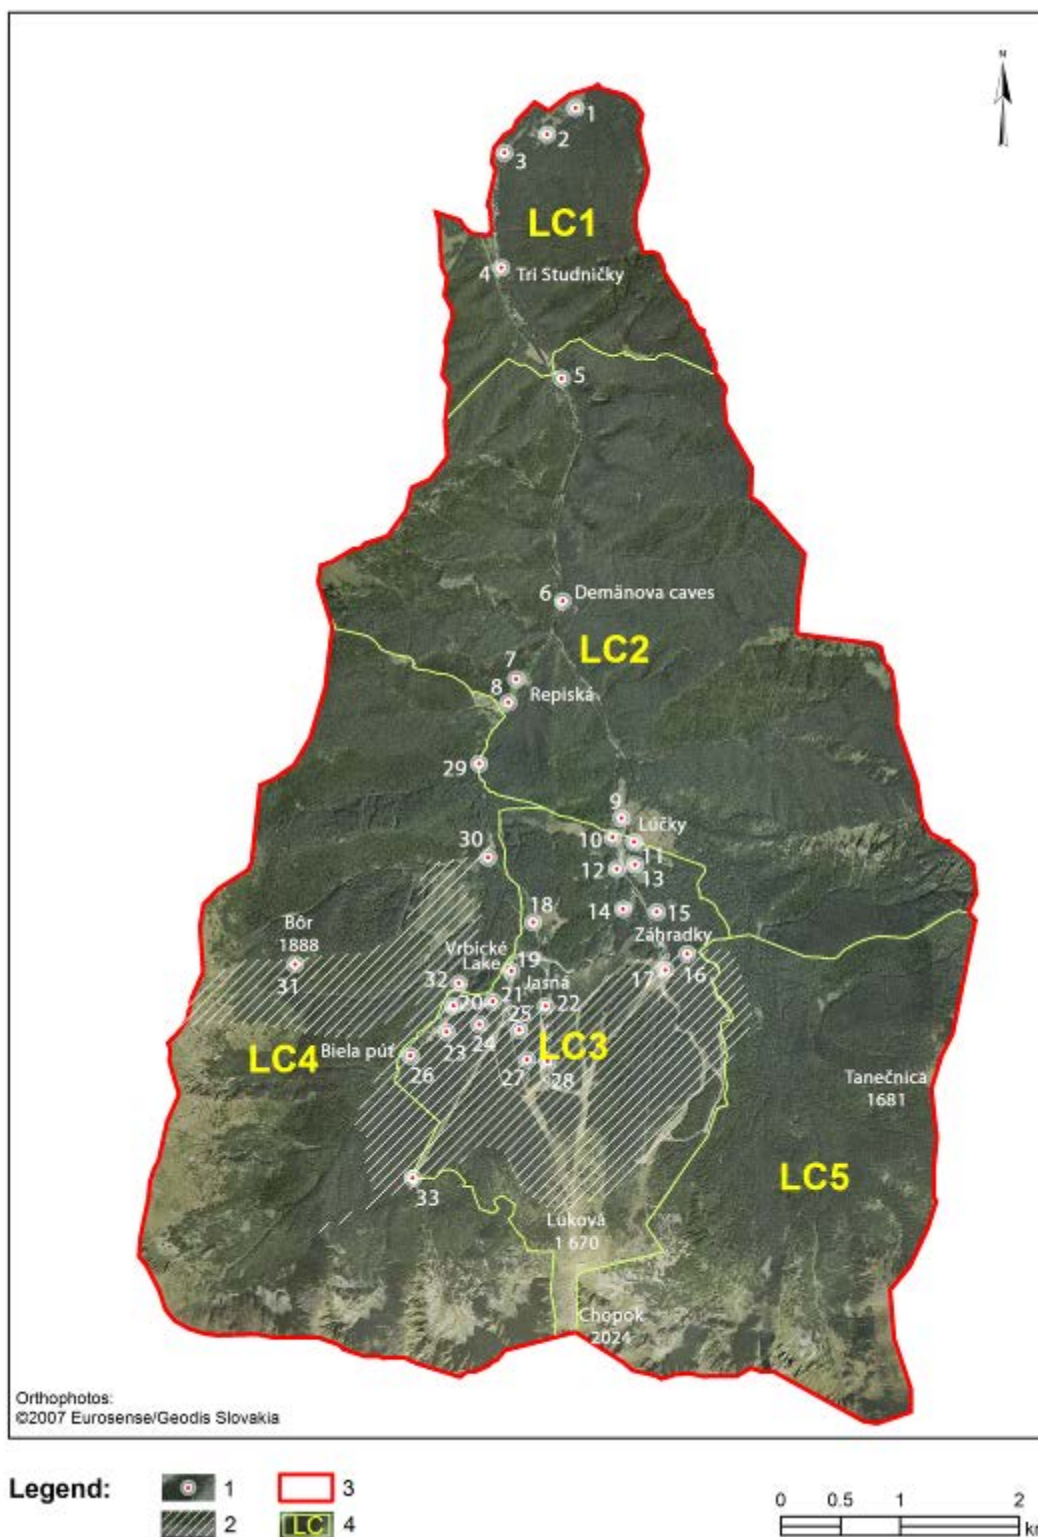 N
1
2
3
LC1
4
Tri Studničky
5
6
Demänova caves
LC2
7
8
Repiská
29
9
Lúčky
10
11
30
12
13
18
14
15
Bôr
1888
Záhradky
Vrbické
Lake
19
16
31
17
32
Jasná
20
21
22
25
23
24
Biela púť
LC3
LC4
26
27
28
Tanečnica
1681
LC5
33
Luková
1 670
Chopok
2024
Orthophotos:
©2007 Eurosense/Geodis Slovakia
Legend:
1
3
2
LC 4
0 0.5 1 2
km